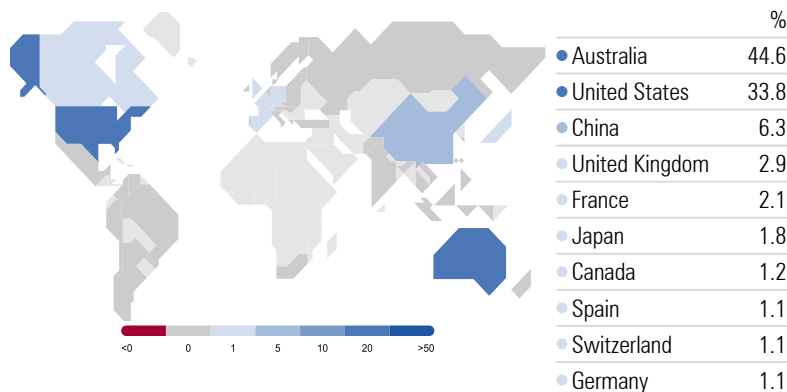 %
Australia 44.6
United States 33.8
China 6.3
United Kingdom 2.9
France 2.1
Japan 1.8
Canada 1.2
Spain 1.1
Switzerland 1.1
Germany 1.1
<0 0 1 5 10 20 >50